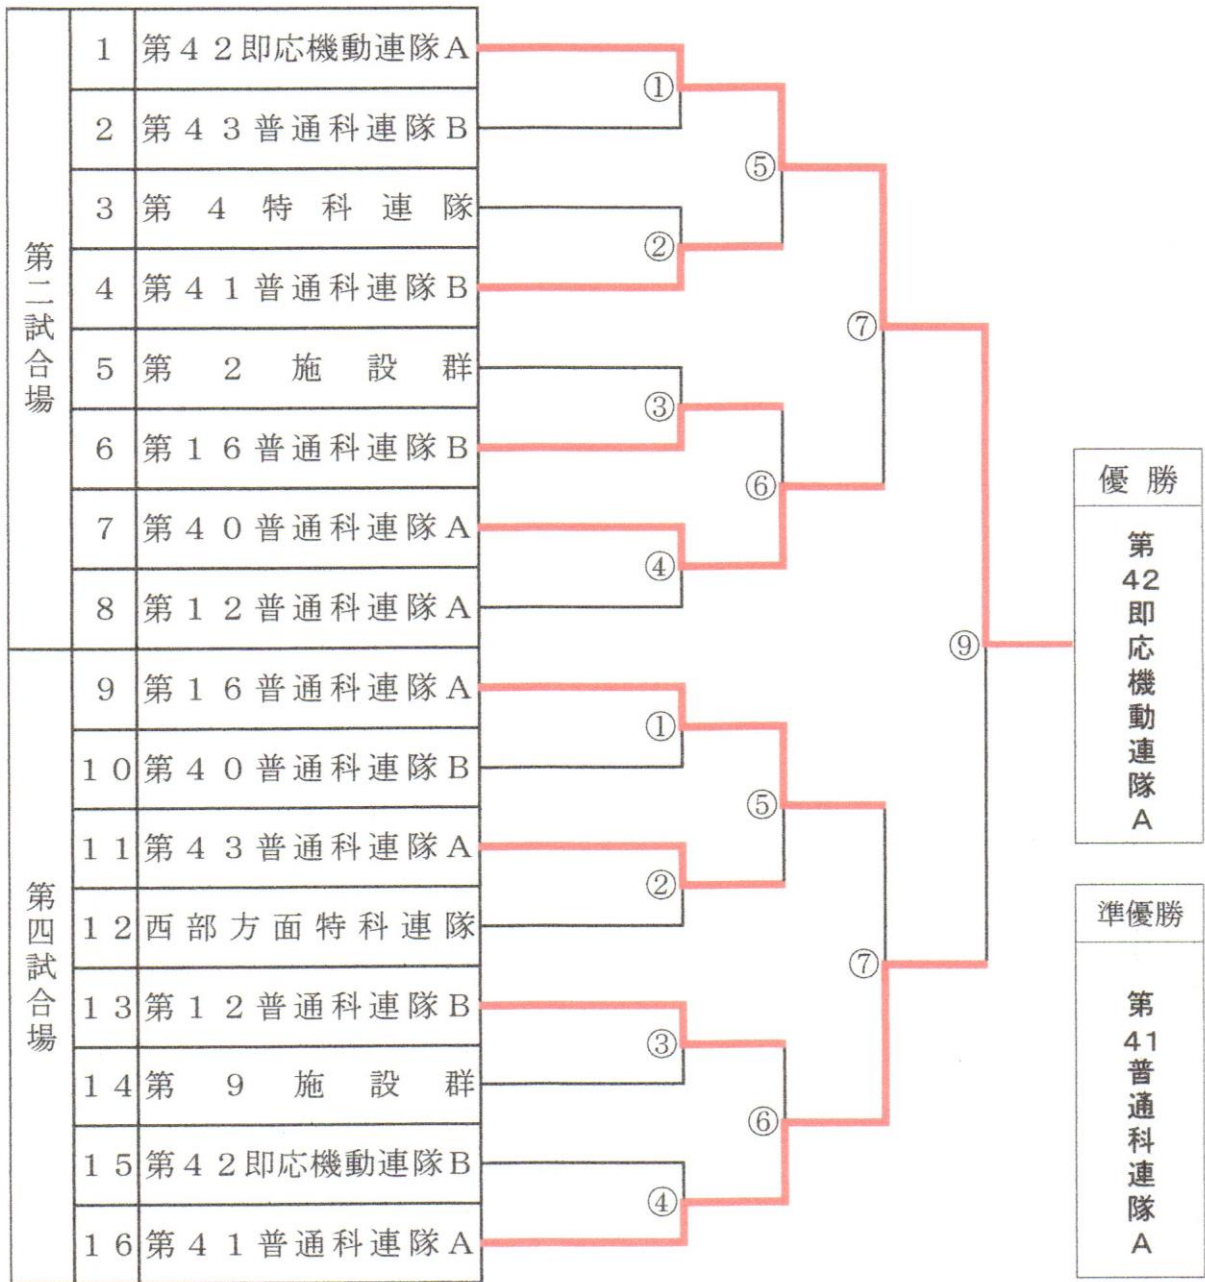 第二試合場
1 第42即応機動連隊A
2 第43普通科連隊B
3 第4特科連隊
4 第41普通科連隊B
5 第2施設群
6 第16普通科連隊B
7 第40普通科連隊A
8 第12普通科連隊A
第四試合場
9 第16普通科連隊A
10 第40普通科連隊B
11 第43普通科連隊A
12 西部方面特科連隊
13 第12普通科連隊B
14 第9施設群
15 第42即応機動連隊B
16 第41普通科連隊A
①
②
③
④
⑤
⑥
⑦
①
②
③
④
⑤
⑥
⑦
⑨
優勝
第42即応機動連隊A
準優勝
第41普通科連隊A